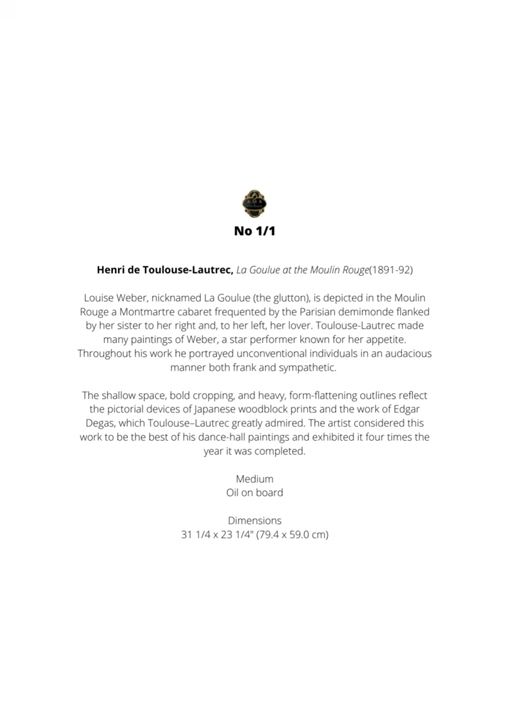 No 1/1
Henri de Toulouse-Lautrec, La Goulue at the Moulin Rouge(1891-92)
Louise Weber, nicknamed La Goulue (the glutton), is depicted in the Moulin
Rouge a Montmartre cabaret frequented by the Parisian demimonde flanked
by her sister to her right and, to her left, her lover. Toulouse-Lautrec made
many paintings of Weber, a star performer known for her appetite.
Throughout his work he portrayed unconventional individuals in an audacious
manner both frank and sympathetic.
The shallow space, bold cropping, and heavy, form-flattening outlines reflect
the pictorial devices of Japanese woodblock prints and the work of Edgar
Degas, which Toulouse–Lautrec greatly admired. The artist considered this
work to be the best of his dance-hall paintings and exhibited it four times the
year it was completed.
Medium
Oil on board
Dimensions
31 1/4 x 23 1/4" (79.4 x 59.0 cm)